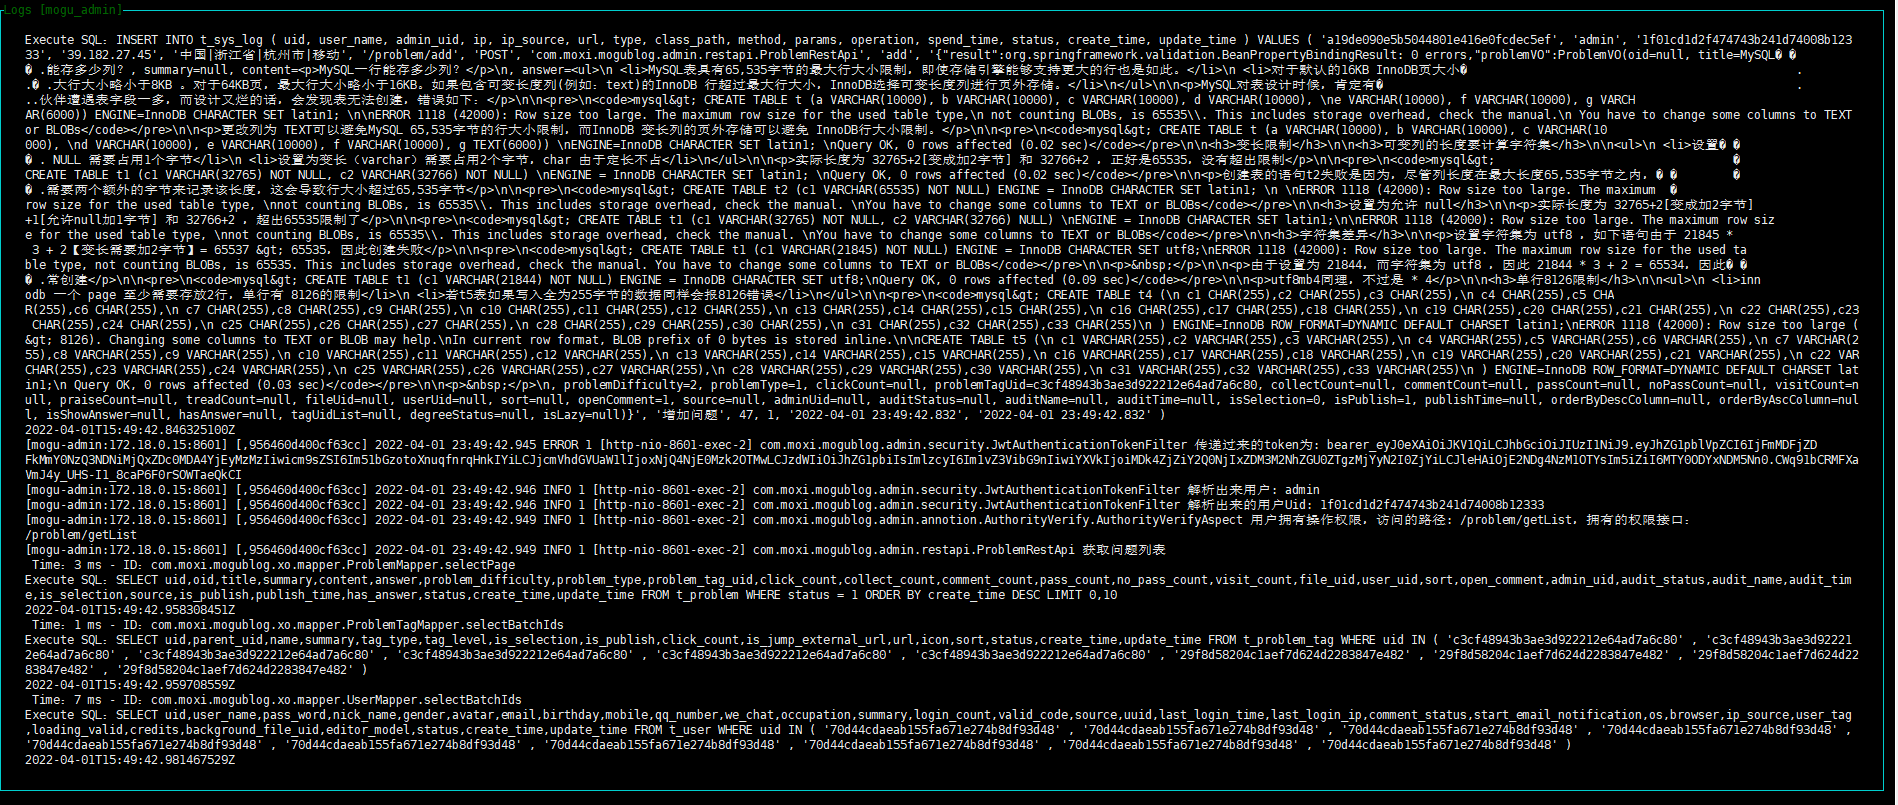 Logs [mogu_admin]
Execute SQL: INSERT INTO t_sys_log ( uid, user_name, admin_uid, ip, ip_source, url, type, class_path, method, params, operation, spend_time, status, create_time, update_time ) VALUES ( 'a19de090e5b5044801e416e0fcdec5ef', 'admin', '1f01cd1d2f474743b241d74008b123
33', '39.182.27.45', '中国|浙江省|杭州市|移动', '/problem/add', 'POST', 'com.moxi.mogublog.admin.restapi.ProblemRestApi', 'add', '{"result":org.springframework.validation.BeanPropertyBindingResult: 0 errors,"problemVO":ProblemVO(oid=null, title=MySQL� �
� .能存多少列?, summary=null, content=<p>MySQL一行能存多少列?</p>\n, answer=<ul>\n <li>MySQL表具有65,535字节的最大行大小限制，即使存储引擎能够支持更大的行也是如此。</li>\n <li>对于默认的16KB InnoDB页大小� .
.� .大行大小略小于8KB 。对于64KB页，最大行大小略小于16KB。如果包含可变长度列(例如：text)的InnoDB 行超过最大行大小，InnoDB选择可变长度列进行页外存储。</li>\n</ul>\n\n<p>MySQL对表设计时候，肯定有� .
..伙伴遭遇表字段一多，而设计又烂的话，会发现表无法创建，错误如下：</p>\n\n<pre>\n<code>mysql&gt; CREATE TABLE t (a VARCHAR(10000), b VARCHAR(10000), c VARCHAR(10000), d VARCHAR(10000), \ne VARCHAR(10000), f VARCHAR(10000), g VARCH
AR(6000)) ENGINE=InnoDB CHARACTER SET latin1; \n\nERROR 1118 (42000): Row size too large. The maximum row size for the used table type,\n not counting BLOBs, is 65535\\. This includes storage overhead, check the manual.\n You have to change some columns to TEXT
or BLOBs</code></pre>\n\n<p>更改列为 TEXT可以避免MySQL 65,535字节的行大小限制，而InnoDB 变长列的页外存储可以避免 InnoDB行大小限制。</p>\n\n<pre>\n<code>mysql&gt; CREATE TABLE t (a VARCHAR(10000), b VARCHAR(10000), c VARCHAR(10
000), \nd VARCHAR(10000), e VARCHAR(10000), f VARCHAR(10000), g TEXT(6000)) \nENGINE=InnoDB CHARACTER SET latin1; \nQuery OK, 0 rows affected (0.02 sec)</code></pre>\n\n<h3>变长限制</h3>\n\n<h3>可变列的长度要计算字符集</h3>\n\n<ul>\n <li>设置� �
� . NULL 需要占用1个字节</li>\n <li>设置为变长（varchar）需要占用2个字节，char 由于定长不占</li>\n</ul>\n\n<p>实际长度为 32765+2[变成加2字节] 和 32766+2 , 正好是65535，没有超出限制</p>\n\n<pre>\n<code>mysql&gt; �
CREATE TABLE t1 (c1 VARCHAR(32765) NOT NULL, c2 VARCHAR(32766) NOT NULL) \nENGINE = InnoDB CHARACTER SET latin1; \nQuery OK, 0 rows affected (0.02 sec)</code></pre>\n\n<p>创建表的语句t2失败是因为，尽管列长度在最大长度65,535字节之内，� � �
� .需要两个额外的字节来记录该长度，这会导致行大小超过65,535字节</p>\n\n<pre>\n<code>mysql&gt; CREATE TABLE t2 (c1 VARCHAR(65535) NOT NULL) ENGINE = InnoDB CHARACTER SET latin1; \n \nERROR 1118 (42000): Row size too large. The maximum �
row size for the used table type, \nnot counting BLOBs, is 65535\\. This includes storage overhead, check the manual. \nYou have to change some columns to TEXT or BLOBs</code></pre>\n\n<h3>设置为允许 null</h3>\n\n<p>实际长度为 32765+2[变成加2字节]
+1[允许null加1字节] 和 32766+2 , 超出65535限制了</p>\n\n<pre>\n<code>mysql&gt; CREATE TABLE t1 (c1 VARCHAR(32765) NOT NULL, c2 VARCHAR(32766) NULL) \nENGINE = InnoDB CHARACTER SET latin1;\n\nERROR 1118 (42000): Row size too large. The maximum row siz
e for the used table type, \nnot counting BLOBs, is 65535\\. This includes storage overhead, check the manual. \nYou have to change some columns to TEXT or BLOBs</code></pre>\n\n<h3>字符集差异</h3>\n\n<p>设置字符集为 utf8 , 如下语句由于 21845 *
3 + 2【变长需要加2字节】= 65537 &gt; 65535，因此创建失败</p>\n\n<pre>\n<code>mysql&gt; CREATE TABLE t1 (c1 VARCHAR(21845) NOT NULL) ENGINE = InnoDB CHARACTER SET utf8;\nERROR 1118 (42000): Row size too large. The maximum row size for the used ta
ble type, not counting BLOBs, is 65535. This includes storage overhead, check the manual. You have to change some columns to TEXT or BLOBs</code></pre>\n\n<p>&nbsp;</p>\n\n<p>由于设置为 21844，而字符集为 utf8 , 因此 21844 * 3 + 2 = 65534，因此� �
� .常创建</p>\n\n<pre>\n<code>mysql&gt; CREATE TABLE t1 (c1 VARCHAR(21844) NOT NULL) ENGINE = InnoDB CHARACTER SET utf8;\nQuery OK, 0 rows affected (0.09 sec)</code></pre>\n\n<p>utf8mb4同理，不过是 * 4</p>\n\n<h3>单行8126限制</h3>\n\n<ul>\n <li>inn
odb 一个 page 至少需要存放2行，单行有 8126的限制</li>\n <li>若t5表如果写入全为255字节的数据同样会报8126错误</li>\n</ul>\n\n<pre>\n<code>mysql&gt; CREATE TABLE t4 (\n c1 CHAR(255),c2 CHAR(255),c3 CHAR(255),\n c4 CHAR(255),c5 CHA
R(255),c6 CHAR(255),\n c7 CHAR(255),c8 CHAR(255),c9 CHAR(255),\n c10 CHAR(255),c11 CHAR(255),c12 CHAR(255),\n c13 CHAR(255),c14 CHAR(255),c15 CHAR(255),\n c16 CHAR(255),c17 CHAR(255),c18 CHAR(255),\n c19 CHAR(255),c20 CHAR(255),c21 CHAR(255),\n c22 CHAR(255),c23
CHAR(255),c24 CHAR(255),\n c25 CHAR(255),c26 CHAR(255),c27 CHAR(255),\n c28 CHAR(255),c29 CHAR(255),c30 CHAR(255),\n c31 CHAR(255),c32 CHAR(255),c33 CHAR(255)\n ) ENGINE=InnoDB ROW_FORMAT=DYNAMIC DEFAULT CHARSET latin1;\nERROR 1118 (42000): Row size too large (
&gt; 8126). Changing some columns to TEXT or BLOB may help.\nIn current row format, BLOB prefix of 0 bytes is stored inline.\n\nCREATE TABLE t5 (\n c1 VARCHAR(255),c2 VARCHAR(255),c3 VARCHAR(255),\n c4 VARCHAR(255),c5 VARCHAR(255),c6 VARCHAR(255),\n c7 VARCHAR(2
55),c8 VARCHAR(255),c9 VARCHAR(255),\n c10 VARCHAR(255),c11 VARCHAR(255),c12 VARCHAR(255),\n c13 VARCHAR(255),c14 VARCHAR(255),c15 VARCHAR(255),\n c16 VARCHAR(255),c17 VARCHAR(255),c18 VARCHAR(255),\n c19 VARCHAR(255),c20 VARCHAR(255),c21 VARCHAR(255),\n c22 VAR
CHAR(255),c23 VARCHAR(255),c24 VARCHAR(255),\n c25 VARCHAR(255),c26 VARCHAR(255),c27 VARCHAR(255),\n c28 VARCHAR(255),c29 VARCHAR(255),c30 VARCHAR(255),\n c31 VARCHAR(255),c32 VARCHAR(255),c33 VARCHAR(255)\n ) ENGINE=InnoDB ROW_FORMAT=DYNAMIC DEFAULT CHARSET lat
in1;\n Query OK, 0 rows affected (0.03 sec)</code></pre>\n\n<p>&nbsp;</p>\n, problemDifficulty=2, problemType=1, clickCount=null, problemTagUid=c3cf48943b3ae3d922212e64ad7a6c80, collectCount=null, commentCount=null, passCount=null, noPassCount=null, visitCount=n
ull, praiseCount=null, treadCount=null, fileUid=null, userUid=null, sort=null, openComment=1, source=null, adminUid=null, auditStatus=null, auditName=null, auditTime=null, isSelection=0, isPublish=1, publishTime=null, orderByDescColumn=null, orderByAscColumn=nul
l, isShowAnswer=null, hasAnswer=null, tagUidList=null, degreeStatus=null, isLazy=null)}', '增加问题', 47, 1, '2022-04-01 23:49:42.832', '2022-04-01 23:49:42.832' )
2022-04-01T15:49:42.846325100Z
[mogu-admin:172.18.0.15:8601] [,956460d400cf63cc] 2022-04-01 23:49:42.945 ERROR 1 [http-nio-8601-exec-2] com.moxi.mogublog.admin.security.JwtAuthenticationTokenFilter 传递过来的token为: bearer_eyJ0eXAiOiJKV1QiLCJhbGciOiJIUzI1NiJ9.eyJhZG1pblVpZCI6IjFmMDFjZD
FkMmY0NzQ3NDNiMjQxZDc0MDA4YjEyMzMzIiwicm9sZSI6Im51bGzotoXnuqfnrqHnkIYiLCJjcmVhdGVUaW1lIjoxNjQ4NjE0Mzk2OTMwLCJzdWIiOiJhZG1pbiIsImlzcyI6Im1vZ3VibG9nIiwiYXVkIjoiMDk4ZjZiY2Q0NjIxZDM3M2NhZGU0ZTgzMjYyN2I0ZjYiLCJleHAiOjE2NDg4NzM1OTYsIm5iZiI6MTY0ODYxNDM5Nn0.CWq91bCRMFXa
VmJ4y_UHS-I1_8caP6F0rSOWTaeQkCI
[mogu-admin:172.18.0.15:8601] [,956460d400cf63cc] 2022-04-01 23:49:42.946 INFO 1 [http-nio-8601-exec-2] com.moxi.mogublog.admin.security.JwtAuthenticationTokenFilter 解析出来用户: admin
[mogu-admin:172.18.0.15:8601] [,956460d400cf63cc] 2022-04-01 23:49:42.946 INFO 1 [http-nio-8601-exec-2] com.moxi.mogublog.admin.security.JwtAuthenticationTokenFilter 解析出来的用户Uid: 1f01cd1d2f474743b241d74008b12333
[mogu-admin:172.18.0.15:8601] [,956460d400cf63cc] 2022-04-01 23:49:42.949 INFO 1 [http-nio-8601-exec-2] com.moxi.mogublog.admin.annotion.AuthorityVerify.AuthorityVerifyAspect 用户拥有操作权限，访问的路径: /problem/getList，拥有的权限接口：
/problem/getList
[mogu-admin:172.18.0.15:8601] [,956460d400cf63cc] 2022-04-01 23:49:42.949 INFO 1 [http-nio-8601-exec-2] com.moxi.mogublog.admin.restapi.ProblemRestApi 获取问题列表
Time：3 ms - ID：com.moxi.mogublog.xo.mapper.ProblemMapper.selectPage
Execute SQL：SELECT uid,oid,title,summary,content,answer,problem_difficulty,problem_type,problem_tag_uid,click_count,collect_count,comment_count,pass_count,no_pass_count,visit_count,file_uid,user_uid,sort,open_comment,admin_uid,audit_status,audit_name,audit_tim
e,is_selection,source,is_publish,publish_time,has_answer,status,create_time,update_time FROM t_problem WHERE status = 1 ORDER BY create_time DESC LIMIT 0,10
2022-04-01T15:49:42.958308451Z
Time：1 ms - ID：com.moxi.mogublog.xo.mapper.ProblemTagMapper.selectBatchIds
Execute SQL：SELECT uid,parent_uid,name,summary,tag_type,tag_level,is_selection,is_publish,click_count,is_jump_external_url,url,icon,sort,status,create_time,update_time FROM t_problem_tag WHERE uid IN ( 'c3cf48943b3ae3d922212e64ad7a6c80' , 'c3cf48943b3ae3d92221
2e64ad7a6c80' , 'c3cf48943b3ae3d922212e64ad7a6c80' , 'c3cf48943b3ae3d922212e64ad7a6c80' , 'c3cf48943b3ae3d922212e64ad7a6c80' , 'c3cf48943b3ae3d922212e64ad7a6c80' , '29f8d58204c1aef7d624d2283847e482' , '29f8d58204c1aef7d624d2283847e482' , '29f8d58204c1aef7d624d22
83847e482' , '29f8d58204c1aef7d624d2283847e482' )
2022-04-01T15:49:42.959708559Z
Time：7 ms - ID：com.moxi.mogublog.xo.mapper.UserMapper.selectBatchIds
Execute SQL：SELECT uid,user_name,pass_word,nick_name,gender,avatar,email,birthday,mobile,qq_number,we_chat,occupation,summary,login_count,valid_code,source,uuid,last_login_time,last_login_ip,comment_status,start_email_notification,os,browser,ip_source,user_tag
,loading_valid,credits,background_file_uid,editor_model,status,create_time,update_time FROM t_user WHERE uid IN ( '70d44cdaeab155fa671e274b8df93d48' , '70d44cdaeab155fa671e274b8df93d48' , '70d44cdaeab155fa671e274b8df93d48' , '70d44cdaeab155fa671e274b8df93d48' ,
'70d44cdaeab155fa671e274b8df93d48' , '70d44cdaeab155fa671e274b8df93d48' , '70d44cdaeab155fa671e274b8df93d48' , '70d44cdaeab155fa671e274b8df93d48' , '70d44cdaeab155fa671e274b8df93d48' , '70d44cdaeab155fa671e274b8df93d48' )
2022-04-01T15:49:42.981467529Z